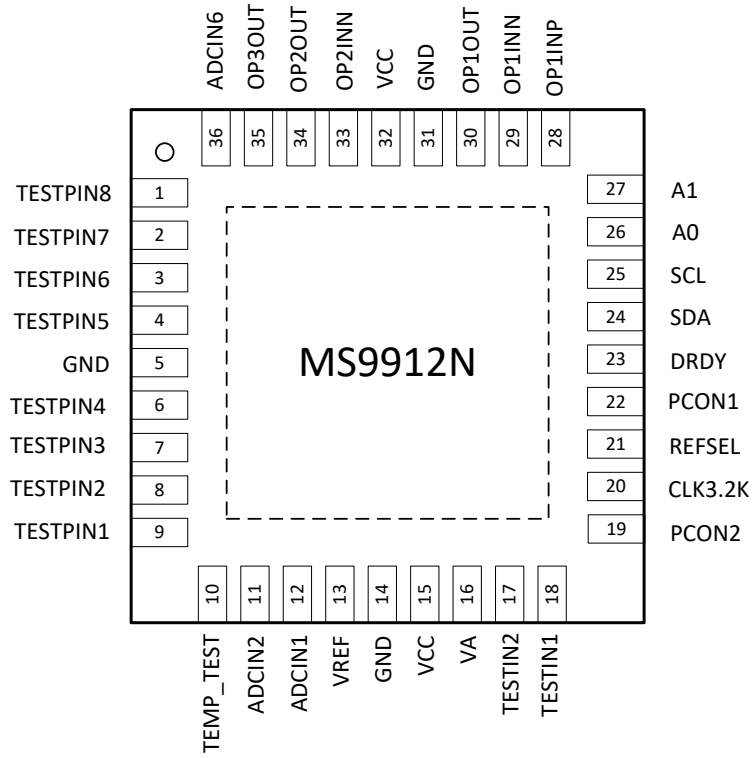 ADCIN6 OP3OUT OP2OUT OP2INN VCC GND OP1OUT OP1INN OP1INP
36 35 34 33 32 31 30 29 28
TESTPIN8 1 27 A1
TESTPIN7 2 26 A0
TESTPIN6 3 25 SCL
TESTPIN5 4 24 SDA
GND 5 MS9912N 23 DRDY
TESTPIN4 6 22 PCON1
TESTPIN3 7 21 REFSEL
TESTPIN2 8 20 CLK3.2K
TESTPIN1 9 19 PCON2
10 11 12 13 14 15 16 17 18
TEMP_TEST ADCIN2 ADCIN1 VREF GND VCC VA TESTIN2 TESTIN1